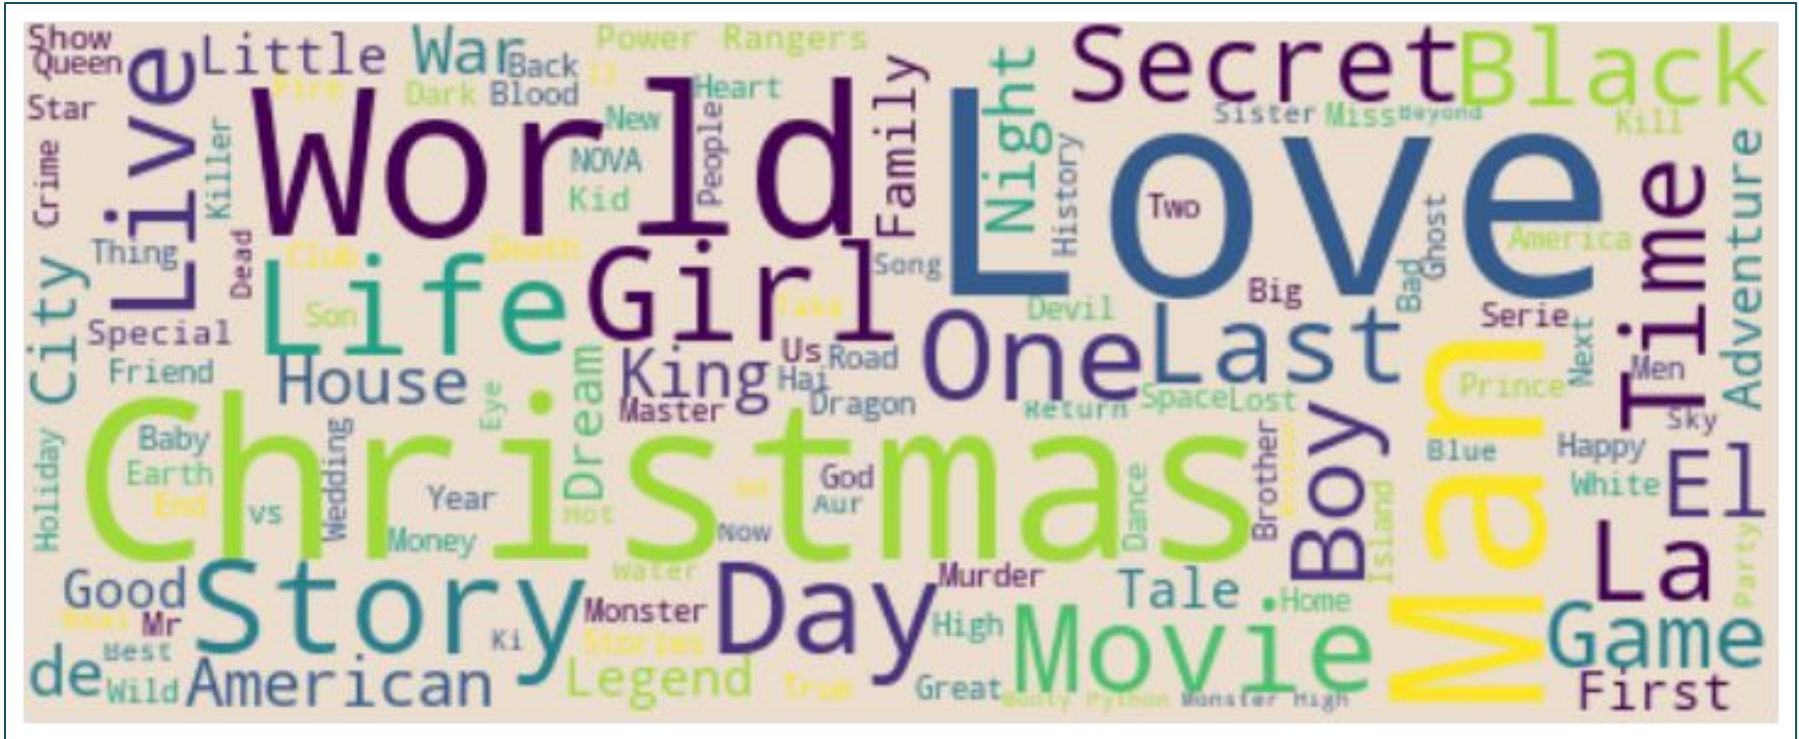 Show
Queen
Little
War
Back
Power Rangers
Secret
Black
Live
Fire
Dark
Blood
Heart
Star
World
New
Family
Night
Sister
Miss
Beyond
Kill
Crime
Killer
NOVA
People
Kid
Love
History
Two
Ghost
America
Time
Adventure
Thing
Dead
Club
Death
Girl
Song
Bad
Big
City
Life
Son
Take
Devil
Serie
Special
One
Last
Next
Friend
House
King
Us
Road
Hai
Men
Eye
Dream
Master
Dragon
Return
Space
Lost
Prince
Sky
Man
Christmas
Baby
Earth
End
Holiday
vs
Wedding
Year
Money
Hot
God
Aur
Now
Dance
Brother
Boy
Island
Blue
Happy
White
El
Good
Story
Water
Day
Murder
Tale
Home
La
Party
Real
Mr
Monster
Stories
Ki
High
Movie
Game
de
Best
Wild
American
Legend
True
Great
Monty Python
Monster High
First